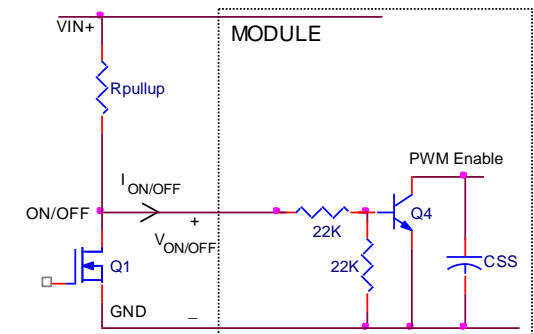 VIN+
MODULE
Rpullup
PWM Enable
I ON/OFF
ON/OFF
+
V ON/OFF
22K
Q4
Q1
22K
CSS
GND
_